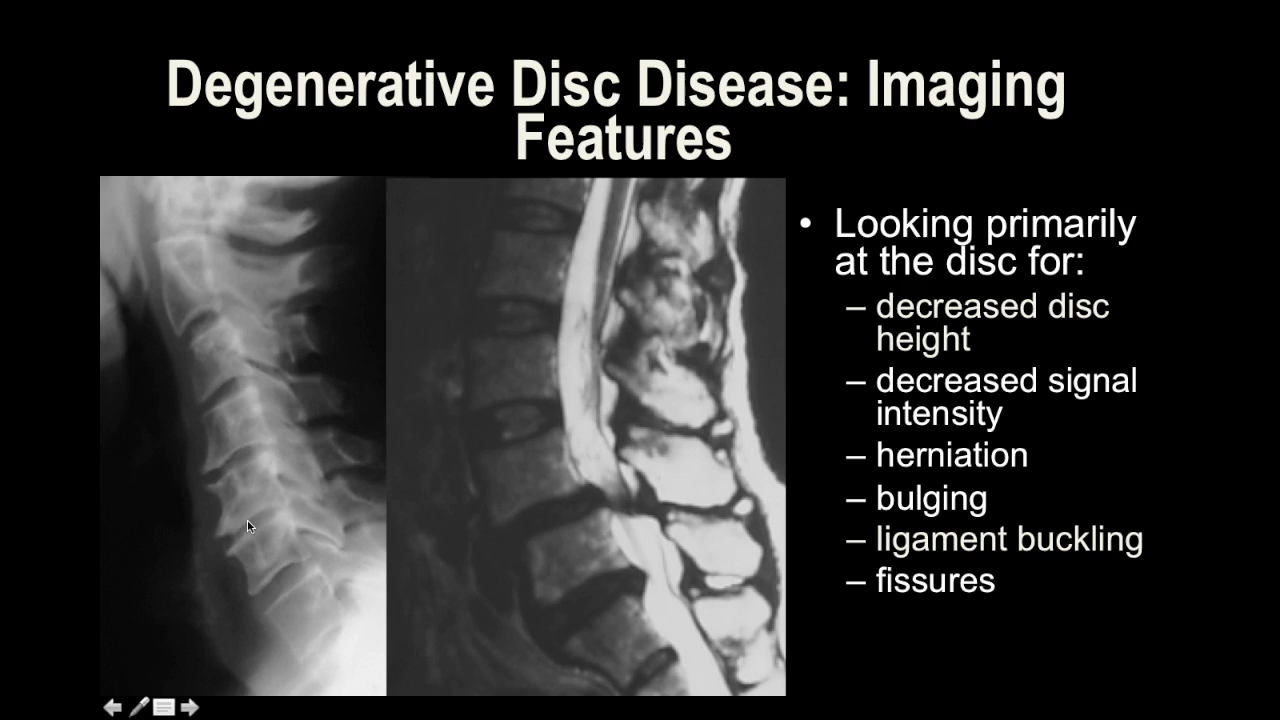 Degenerative Disc Disease: Imaging
Features
• Looking primarily
at the disc for:
– decreased disc
height
– decreased signal
intensity
– herniation
– bulging
– ligament buckling
– fissures